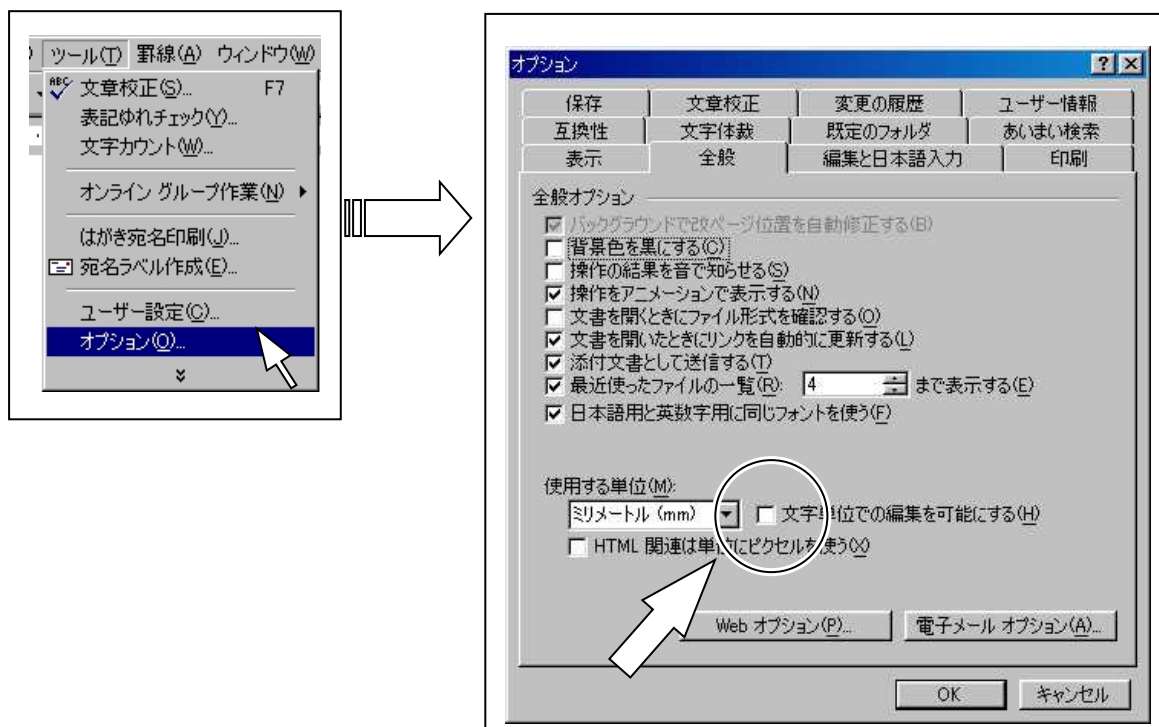 ) ツール(T) 罫線(A) ウィンドウ(W)
ABC 文章校正(S)... F7
表記ゆれチェック(Y)...
文字カウント(W)...
オンライン グループ作業(N)
はがき宛名印刷(J)...
宛名ラベル作成(E)...
ユーザー設定(C)...
オプション(O)...
オプション
保存 文章校正 変更の履歴 ユーザー情報
互換性 文字体裁 既定のフォルダ あいまい検索
表示 全般 編集と日本語入力 印刷
全般オプション
バックグラウンドで改ページ位置を自動修正する(B)
背景色を黒にする(C)
操作の結果を音で知らせる(S)
操作をアニメーションで表示する(N)
文書を開くときにファイル形式を確認する(O)
文書を開いたときにリンクを自動的に更新する(L)
添付文書として送信する(T)
最近使ったファイルの一覧(R): 4 まで表示する(E)
日本語用と英数字用に同じフォントを使う(F)
使用する単位(M):
ミリメートル (mm) 文字単位での編集を可能にする(H)
HTML 関連は単位にピクセルを使う(X)
Web オプション(P)... 電子メール オプション(A)...
OK キャンセル